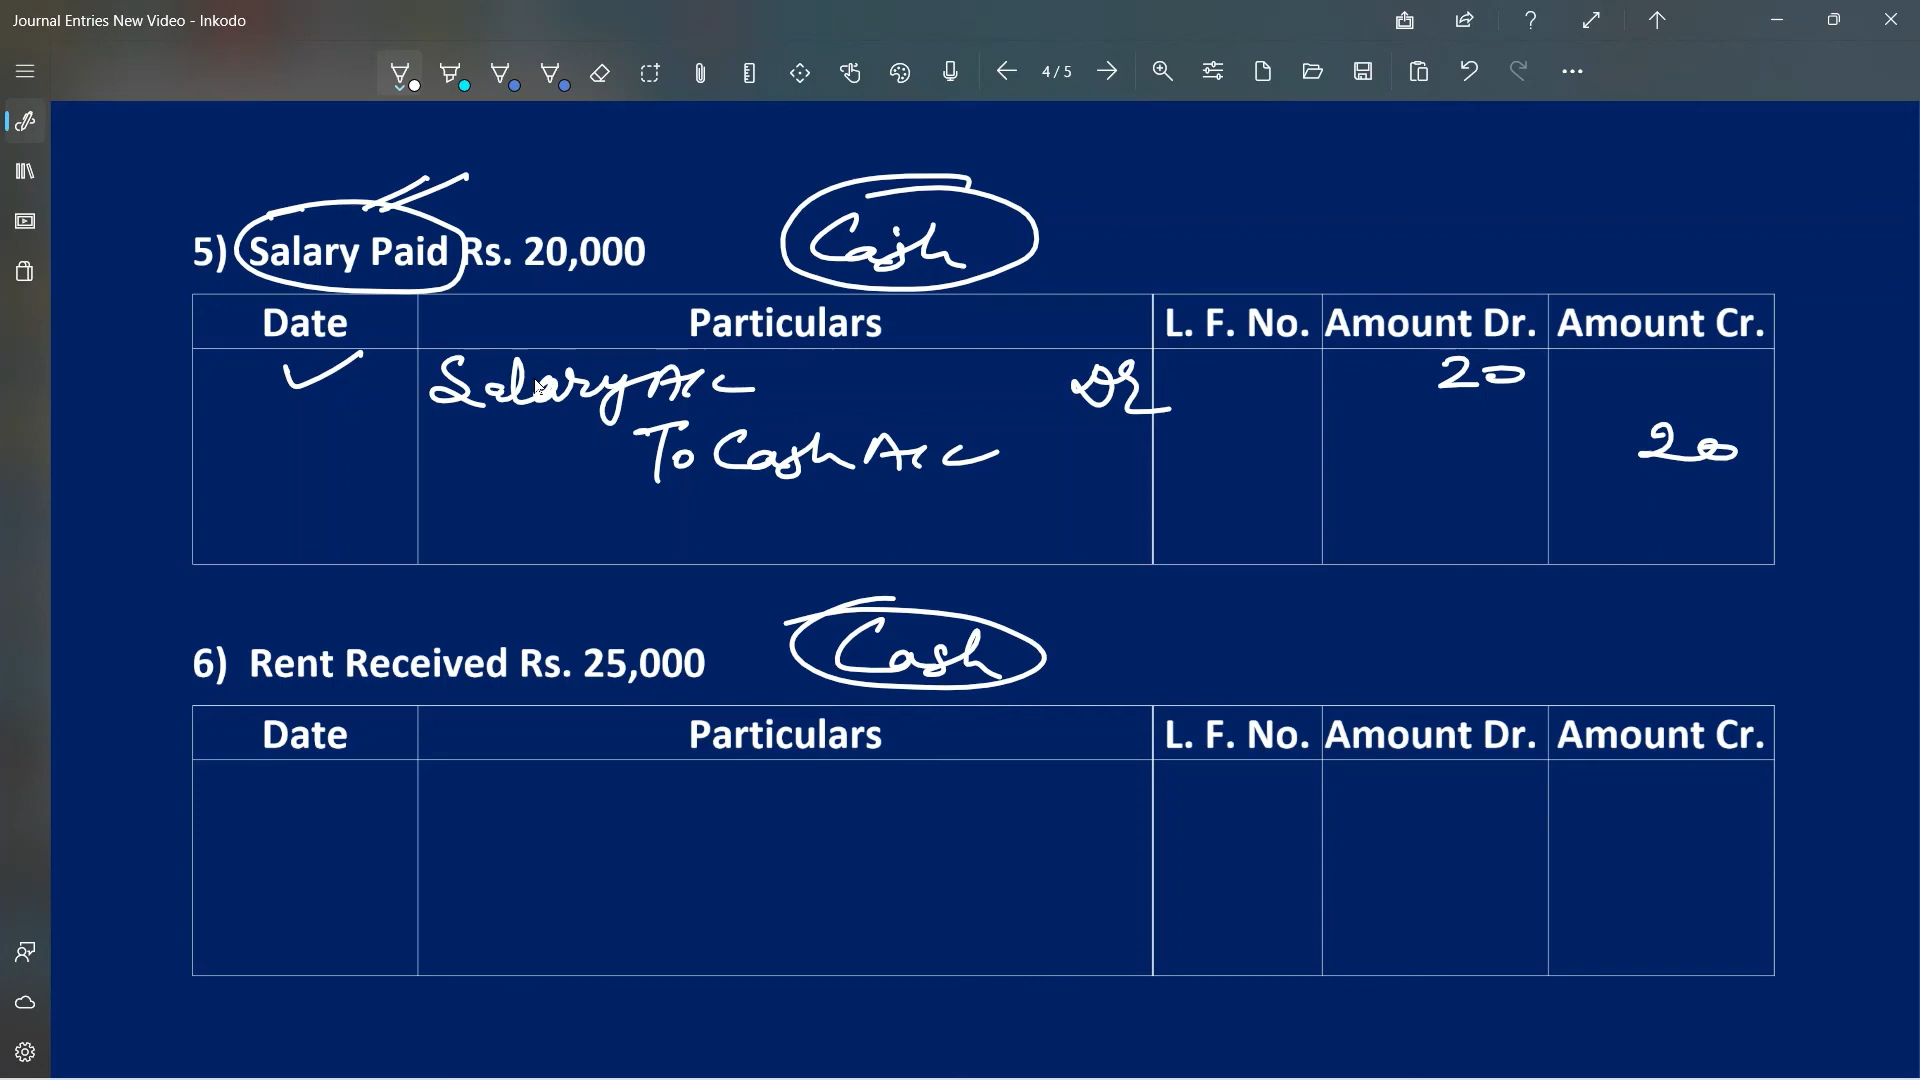 Journal Entries New Video - Inkodo
4/5
5) Salary Paid Rs. 20,000 Cash
Date Particulars L. F. No. Amount Dr. Amount Cr.
Salary A/c Dr 20
To Cash A/c 20
6) Rent Received Rs. 25,000 Cash
Date Particulars L. F. No. Amount Dr. Amount Cr.